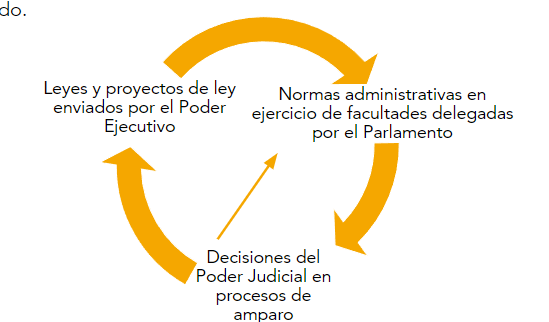 do.
Leyes y proyectos de ley
enviados por el Poder
Ejecutivo
Normas administrativas en
ejercicio de facultades delegadas
por el Parlamento
Decisiones del
Poder Judicial en
procesos de
amparo